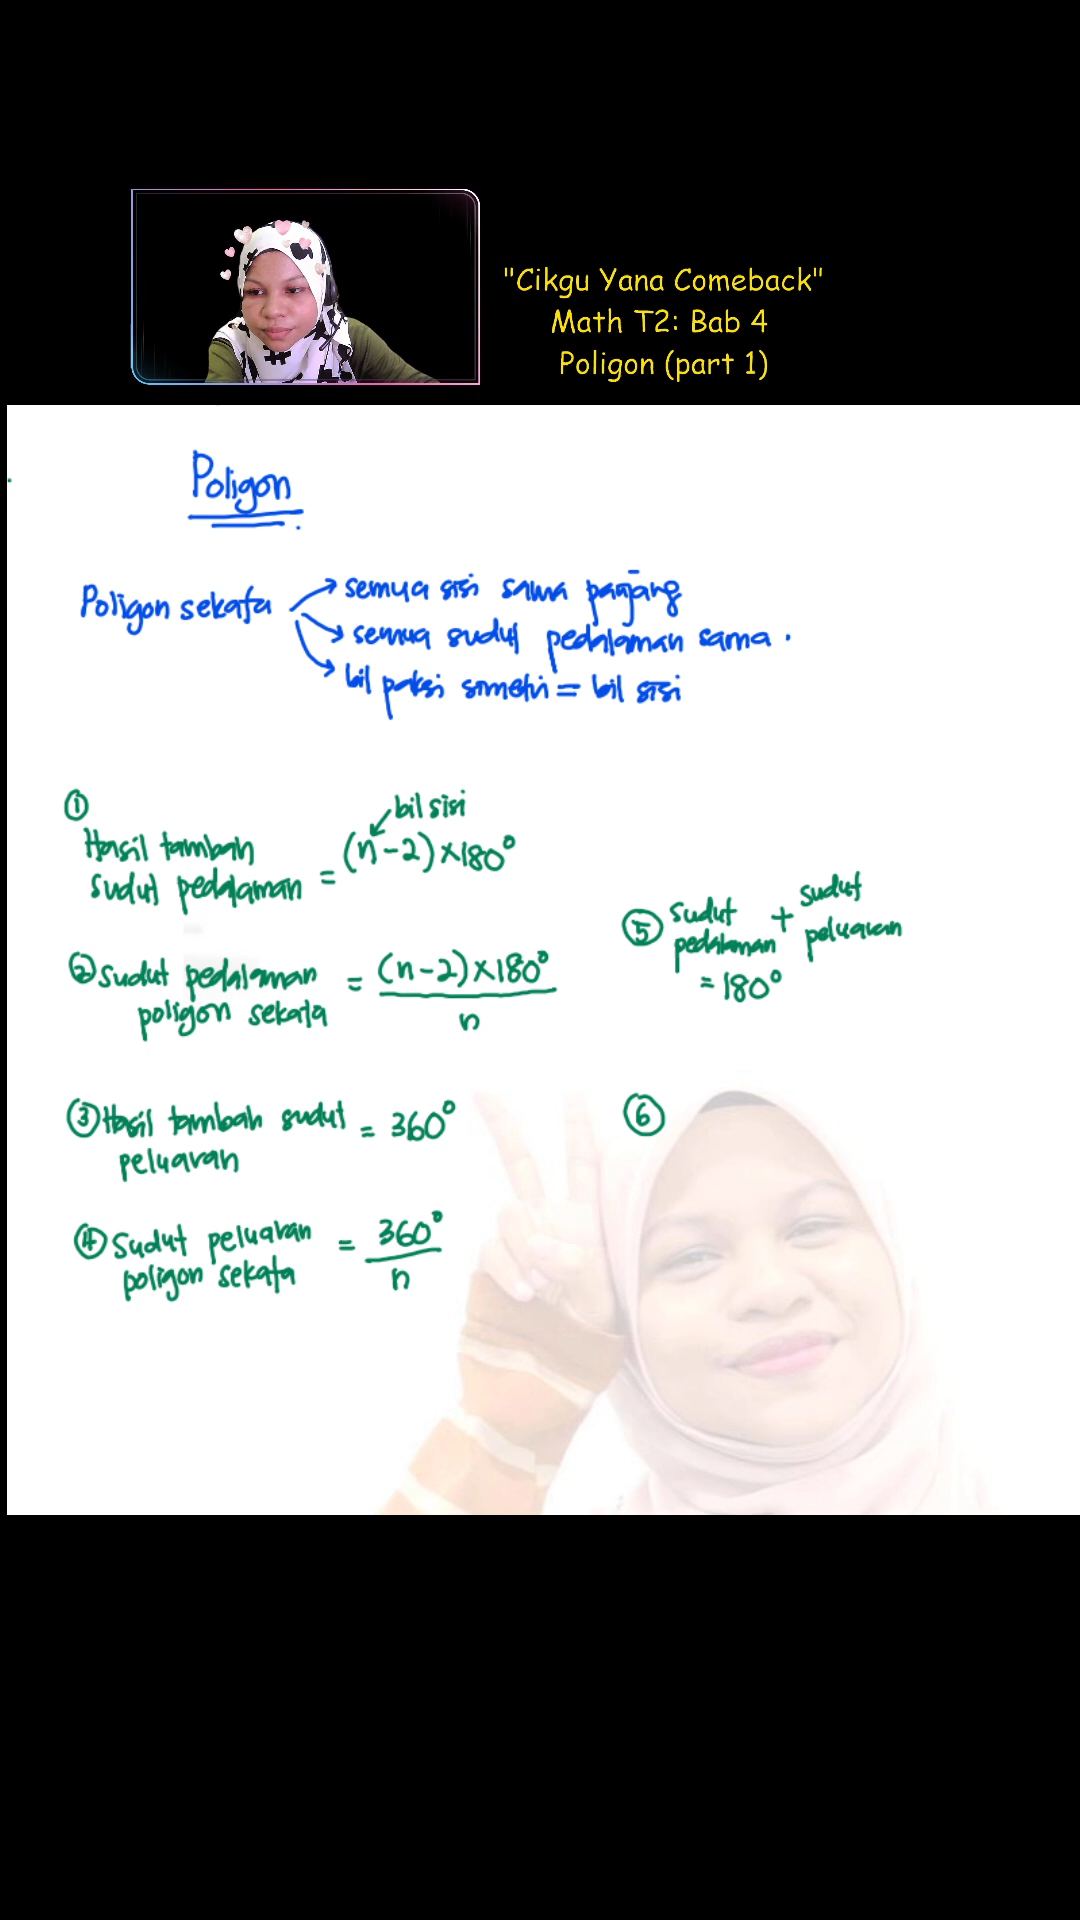 "Cikgu Yana Comeback"
Math T2: Bab 4
Poligon (part 1)
Poligon
Poligon sekata
semua sisi sama panjang
semua sudut pedalaman sama.
bil paksi simetri = bil sisi
①
bil sisi
Hasil tambah
sudut pedalaman = (n-2)×180°
② Sudut pedalaman
poligon sekata = (n-2)×180°
n
③ Hasil tambah sudut
peluaran = 360°
④ Sudut peluaran
poligon sekata = 360°
n
⑤ Sudut pedalaman + sudut peluaran
= 180°
⑥